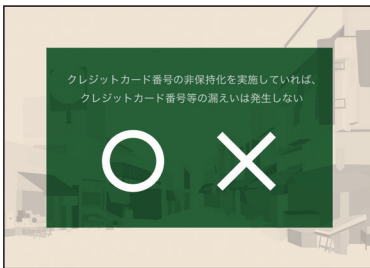 クレジットカード番号の非保持化を実施していれば、
クレジットカード番号等の漏えいは発生しない
○ ×